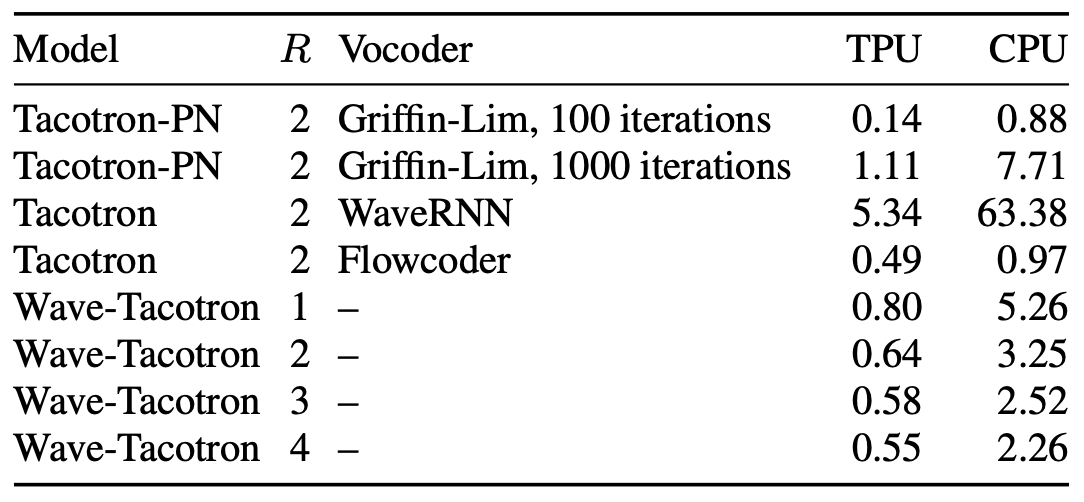 Model R Vocoder TPU CPU
Tacotron-PN 2 Griffin-Lim, 100 iterations 0.14 0.88
Tacotron-PN 2 Griffin-Lim, 1000 iterations 1.11 7.71
Tacotron 2 WaveRNN 5.34 63.38
Tacotron 2 Flowcoder 0.49 0.97
Wave-Tacotron 1 – 0.80 5.26
Wave-Tacotron 2 – 0.64 3.25
Wave-Tacotron 3 – 0.58 2.52
Wave-Tacotron 4 – 0.55 2.26